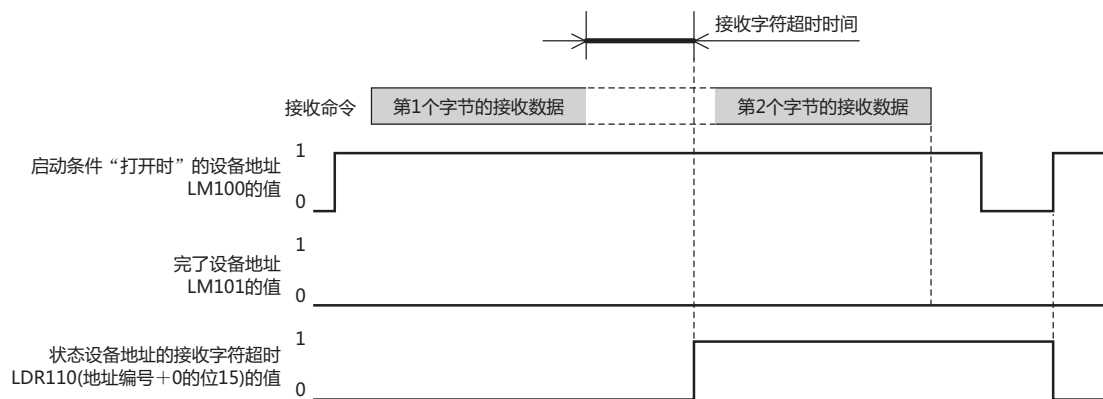 接收字符超时时间
接收命令
第1个字节的接收数据
第2个字节的接收数据
启动条件“打开时”的设备地址
LM100的值
1
0
完了设备地址
LM101的值
1
0
状态设备地址的接收字符超时
LDR110(地址编号＋0的位15)的值
1
0